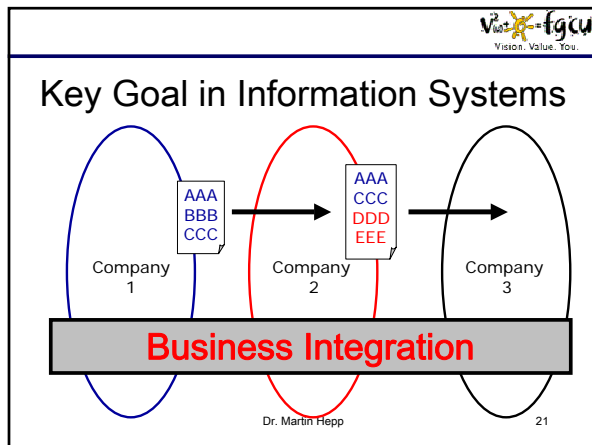 fgcu
Vision. Value. You.
Key Goal in Information Systems
AAA
BBB
CCC
AAA
CCC
DDD
EEE
Company
1
Company
2
Company
3
Business Integration
Dr. Martin Hepp
21